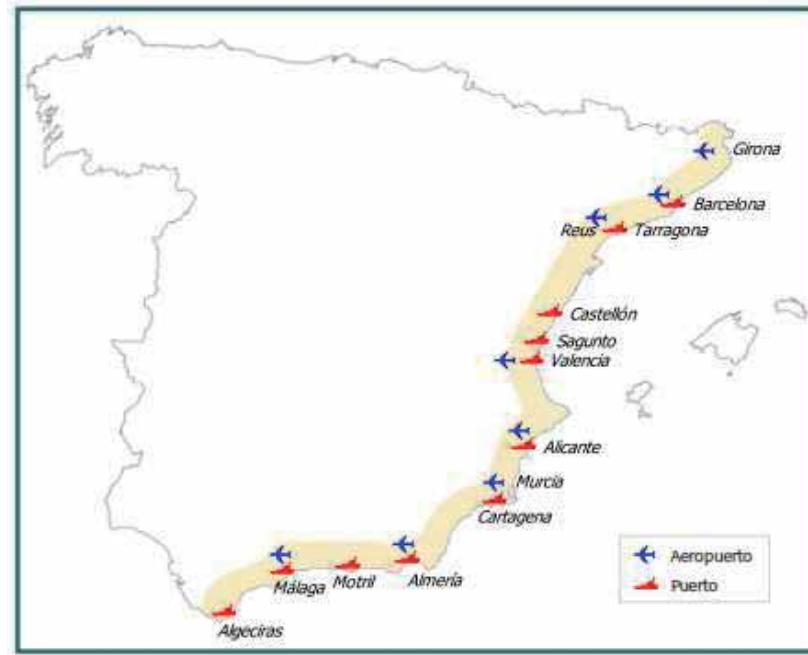 Girona
Barcelona
Reus
Tarragona
Castellón
Sagunto
Valencia
Alicante
Murcia
Cartagena
Almería
Motril
Málaga
Algeciras
Aeropuerto
Puerto